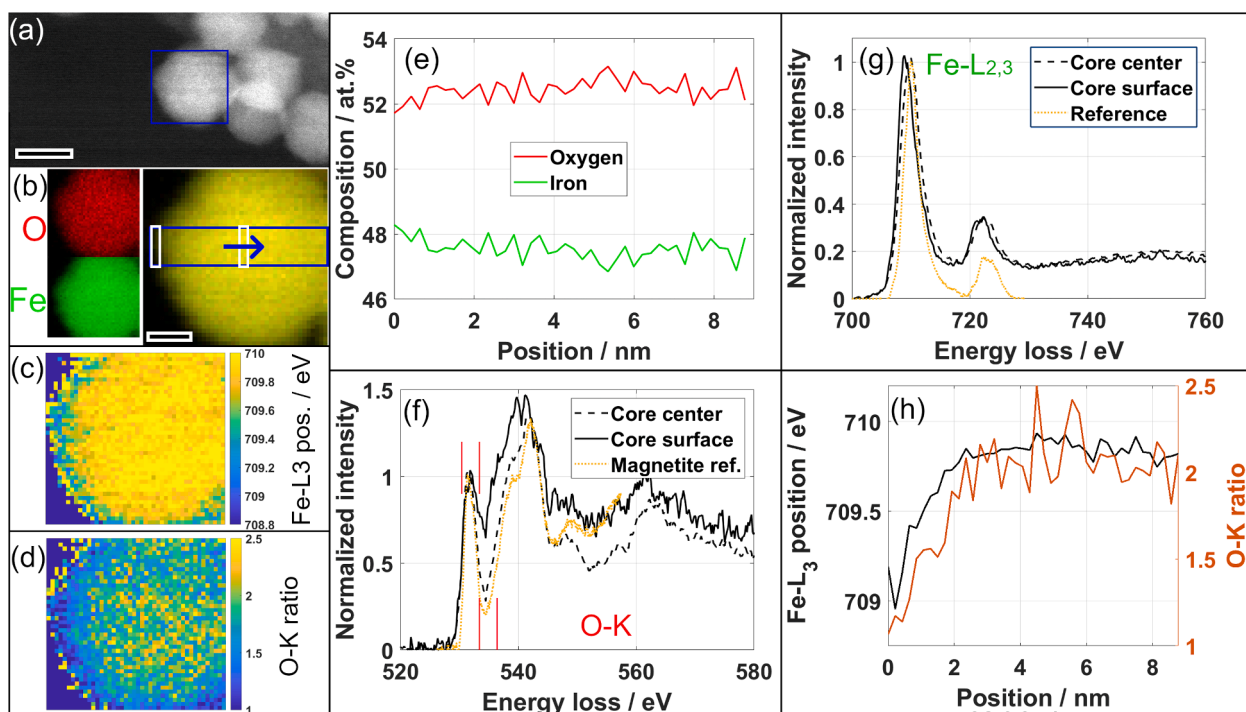 (a)
(b)
O
Fe
(c)
710
709.8
709.6
709.4
709.2
709
708.8
Fe-L3 pos. / eV
(d)
2.5
2
1.5
1
O-K ratio
(e)
54
52
50
48
46
Composition / at.%
Oxygen
Iron
0 2 4 6 8
Position / nm
(f)
1.5
1
0.5
0
Normalized intensity
Core center
Core surface
Magnetite ref.
O-K
520 540 560 580
Energy loss / eV
(g)
Fe-L2,3
1
0.8
0.6
0.4
0.2
0
Normalized intensity
Core center
Core surface
Reference
700 720 740 760
Energy loss / eV
(h)
710
709.5
709
Fe-L3 position / eV
2.5
2
1.5
1
O-K ratio
0 2 4 6 8
Position / nm